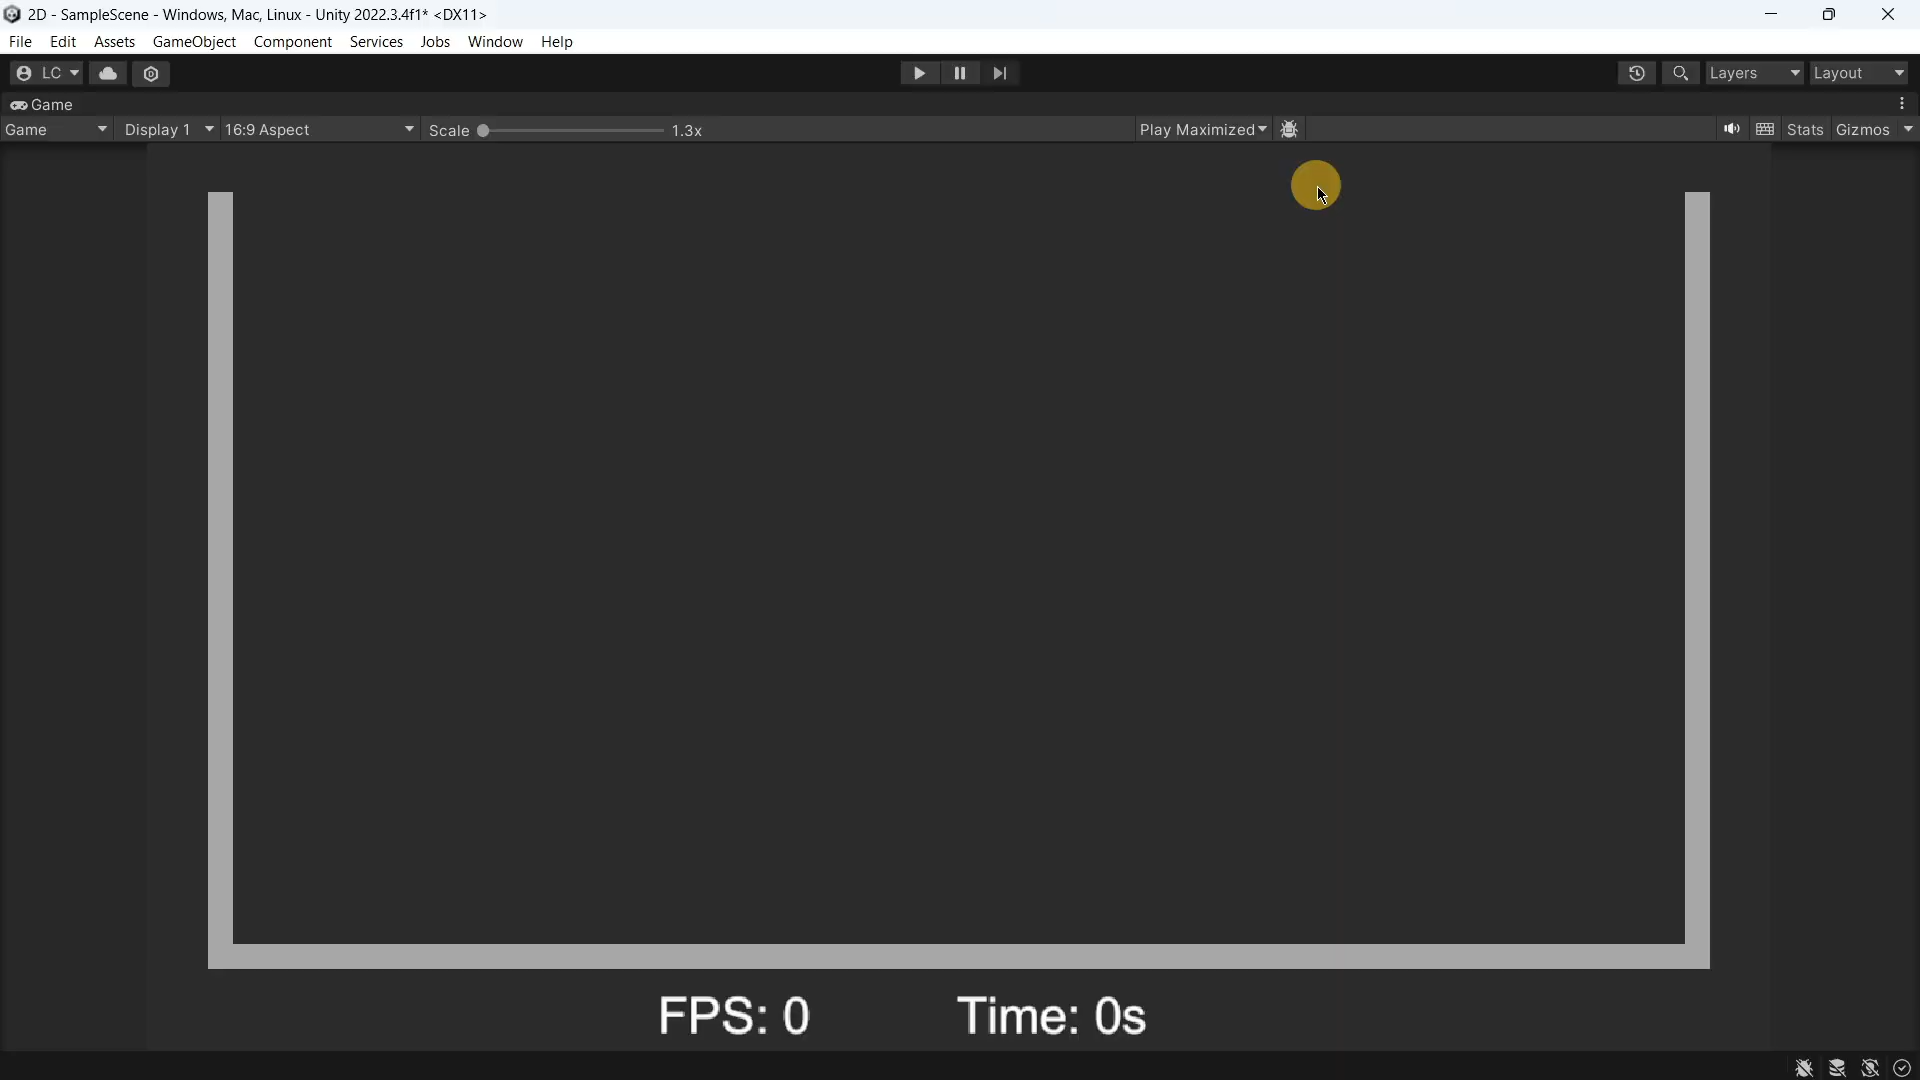 2D - SampleScene - Windows, Mac, Linux - Unity 2022.3.4f1* <DX11>
File Edit Assets GameObject Component Services Jobs Window Help
LC Layers Layout
Game
Game Display 1 16:9 Aspect Scale 1.3x Play Maximized Stats Gizmos
FPS: 0 Time: 0s